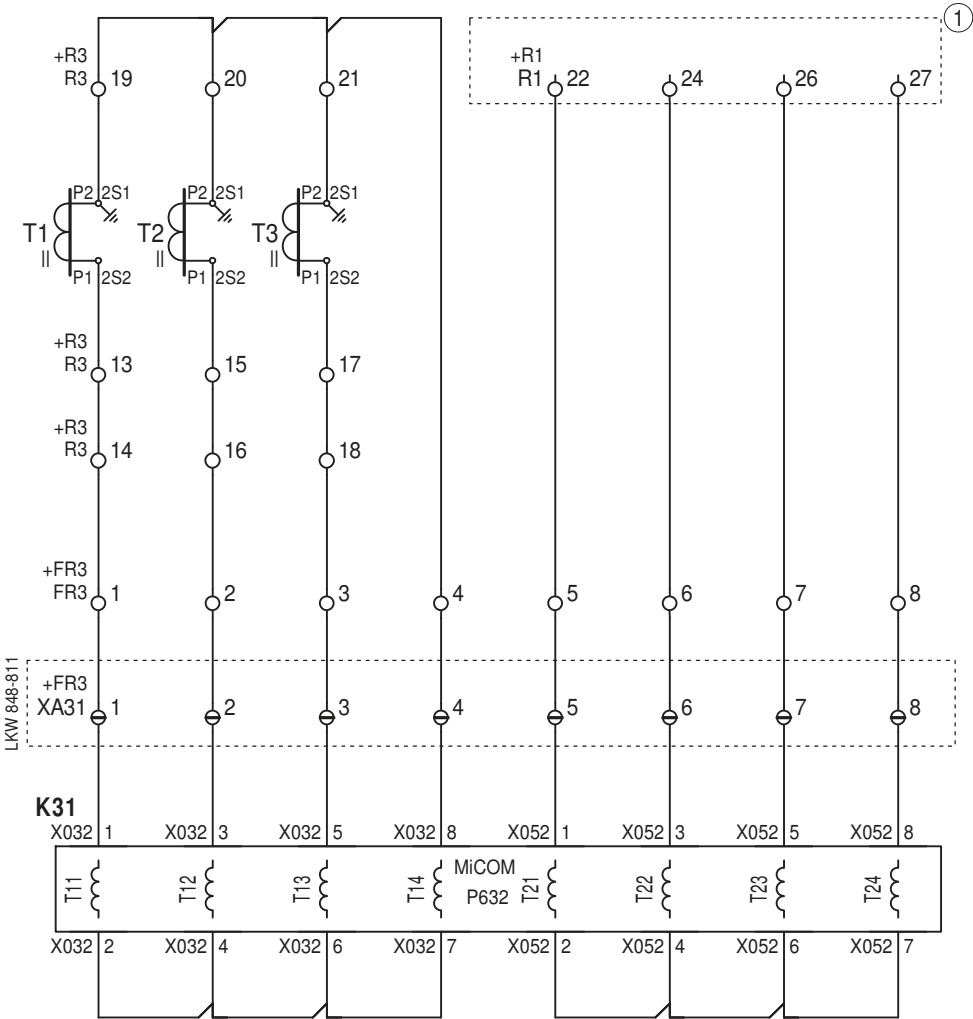 1
+R3
R3 19 20 21
+R1
R1 22 24 26 27
P2 2S1 P2 2S1 P2 2S1
T1 T2 T3
II II II
P1 2S2 P1 2S2 P1 2S2
+R3
R3 13 15 17
+R3
R3 14 16 18
+FR3
FR3 1 2 3 4 5 6 7 8
LKW 848-811
+FR3
XA31 1 2 3 4 5 6 7 8
K31
X032 1 X032 3 X032 5 X032 8 X052 1 X052 3 X052 5 X052 8
T11 T12 T13 T14 MiCOM P632 T21 T22 T23 T24
X032 2 X032 4 X032 6 X032 7 X052 2 X052 4 X052 6 X052 7